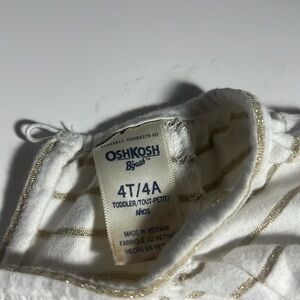 OSHKOSH
B'gosh
4T/4A
TODDLER/TOUT-PETIT/
AÑOS
MADE IN VIETNAM
FABRIQUÉ AU VIETNAM
HECHO EN VIETNAM